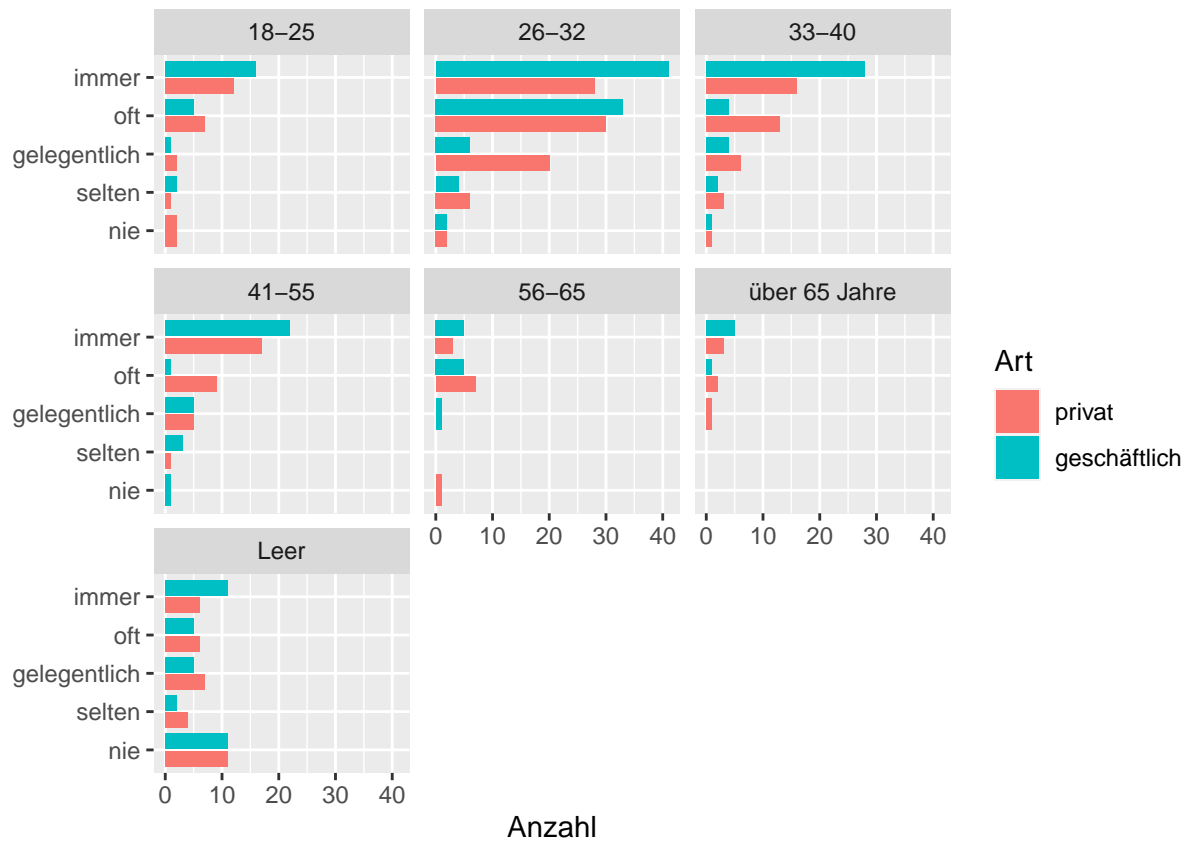 18−25 26−32 33−40
immer
oft
gelegentlich
selten
nie
41−55 56−65 über 65 Jahre
immer
oft
gelegentlich
selten
nie
0 10 20 30 40 0 10 20 30 40
Leer
immer
oft
gelegentlich
selten
nie
0 10 20 30 40
Anzahl
Art
privat
geschäftlich